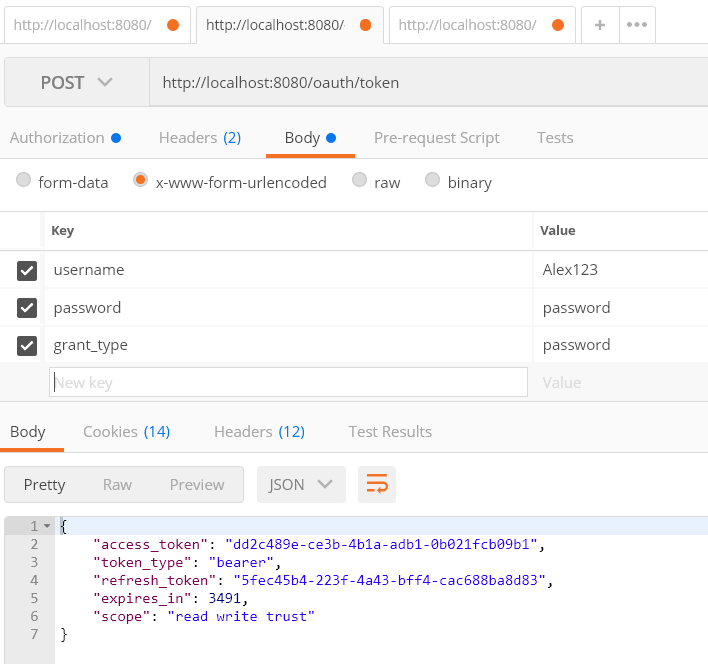 http://localhost:8080/ http://localhost:8080/ http://localhost:8080/ + •••
POST http://localhost:8080/oauth/token
Authorization Headers (2) Body Pre-request Script Tests
form-data x-www-form-urlencoded raw binary
Key Value
username Alex123
password password
grant_type password
New key Value
Body Cookies (14) Headers (12) Test Results
Pretty Raw Preview JSON
1 {
2 "access_token": "dd2c489e-ce3b-4b1a-adb1-0b021fcb09b1",
3 "token_type": "bearer",
4 "refresh_token": "5fec45b4-223f-4a43-bff4-cac688ba8d83",
5 "expires_in": 3491,
6 "scope": "read write trust"
7 }